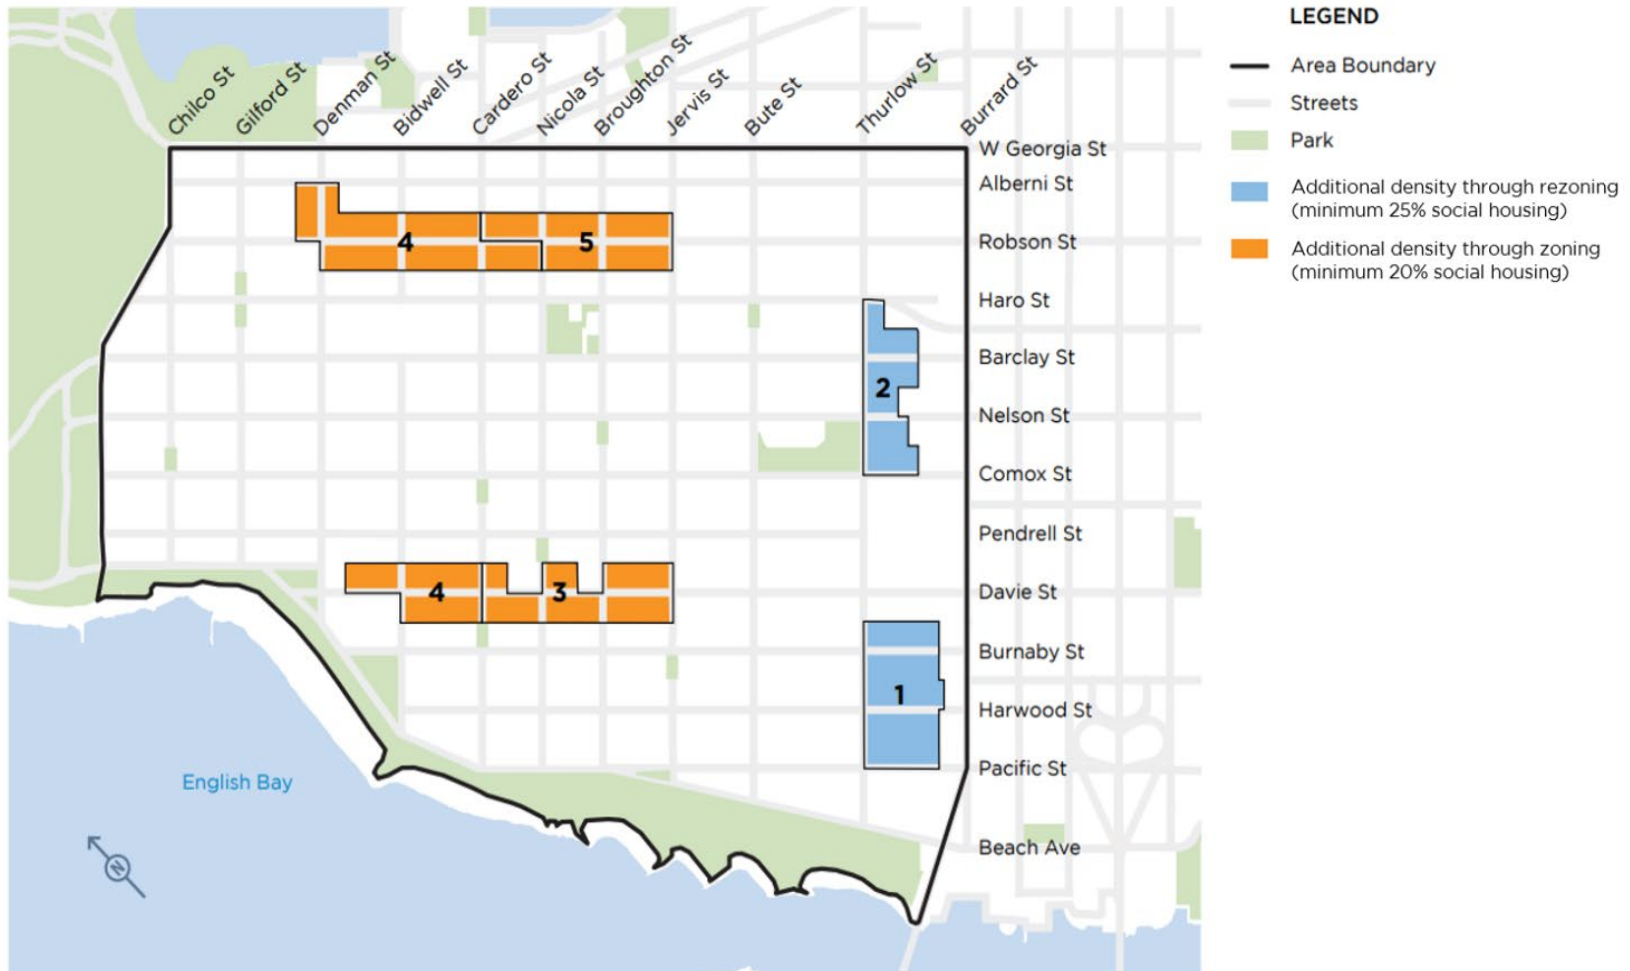 Chilco St
Gilford St
Denman St
Bidwell St
Cardero St
Nicola St
Broughton St
Jervis St
Bute St
Thurlow St
Burrard St
W Georgia St
Alberni St
Robson St
Haro St
Barclay St
Nelson St
Comox St
Pendrell St
Davie St
Burnaby St
Harwood St
Pacific St
Beach Ave
4
5
2
4
3
1
English Bay
N
LEGEND
Area Boundary
Streets
Park
Additional density through rezoning
(minimum 25% social housing)
Additional density through zoning
(minimum 20% social housing)